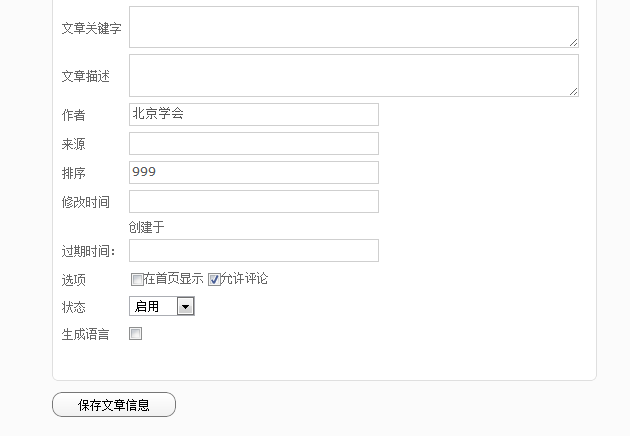 文章关键字
文章描述
作者 北京学会
来源
排序 999
修改时间
创建于
过期时间：
选项 在首页显示 允许评论
状态 启用
生成语言
保存文章信息